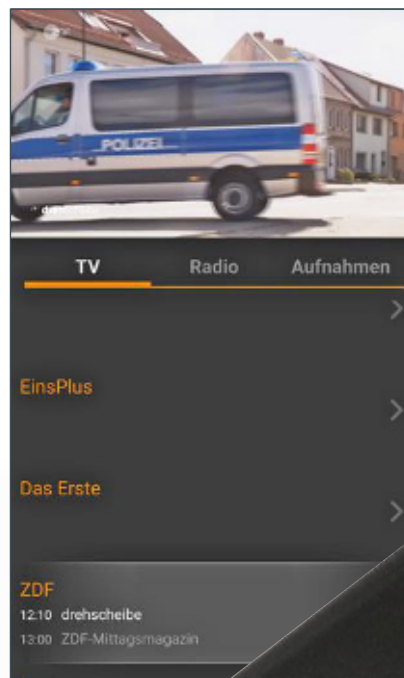 POLIZEI
TV
Radio
Aufnahmen
EinsPlus
Das Erste
ZDF
12:10 drehscheibe
13:00 ZDF-Mittagsmagazin